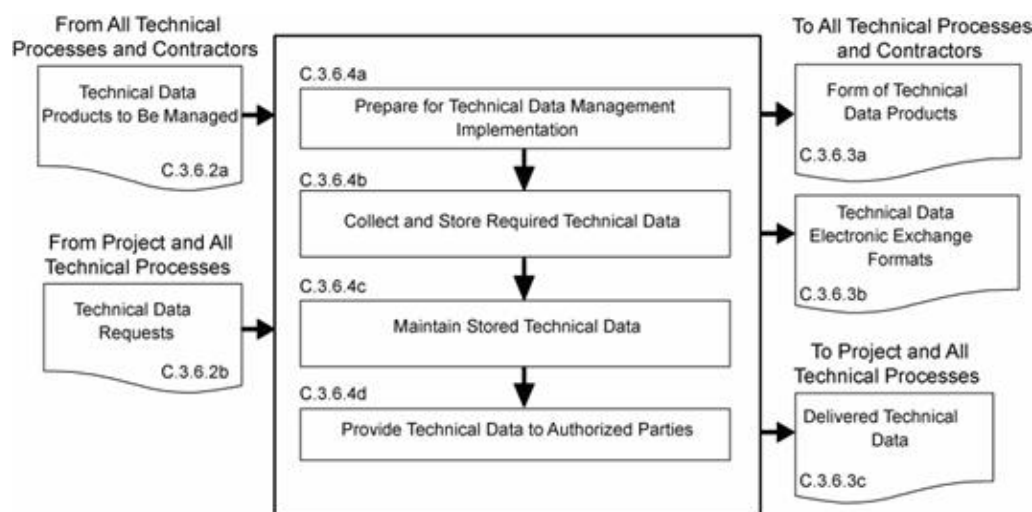 From All Technical
Processes and Contractors
Technical Data
Products to Be Managed
C.3.6.2a
From Project and All
Technical Processes
Technical Data
Requests
C.3.6.2b
C.3.6.4a
Prepare for Technical Data Management
Implementation
C.3.6.4b
Collect and Store Required Technical Data
C.3.6.4c
Maintain Stored Technical Data
C.3.6.4d
Provide Technical Data to Authorized Parties
To All Technical Processes
and Contractors
Form of Technical
Data Products
C.3.6.3a
Technical Data
Electronic Exchange
Formats
C.3.6.3b
To Project and All
Technical Processes
Delivered Technical
Data
C.3.6.3c